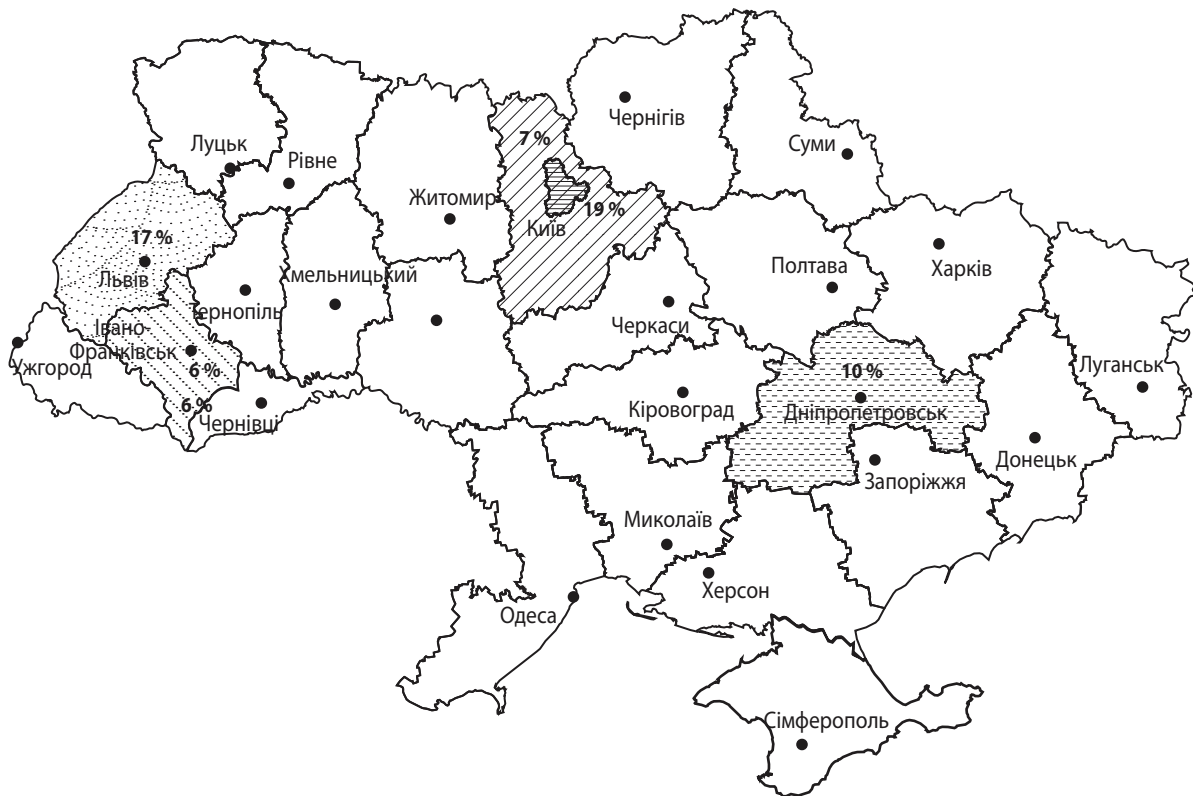 Чернігів
7 %
Суми
Луцьк
Рівне
Житомир
19 %
Київ
17 %
Львів
Хмельницький
Полтава
Харків
Тернопіль
Черкаси
Івано-
Франківськ
Ужгород
6 %
10 %
Луганськ
6 %
Чернівці
Кіровоград
Дніпропетровськ
Донецьк
Запоріжжя
Миколаїв
Херсон
Одеса
Сімферополь